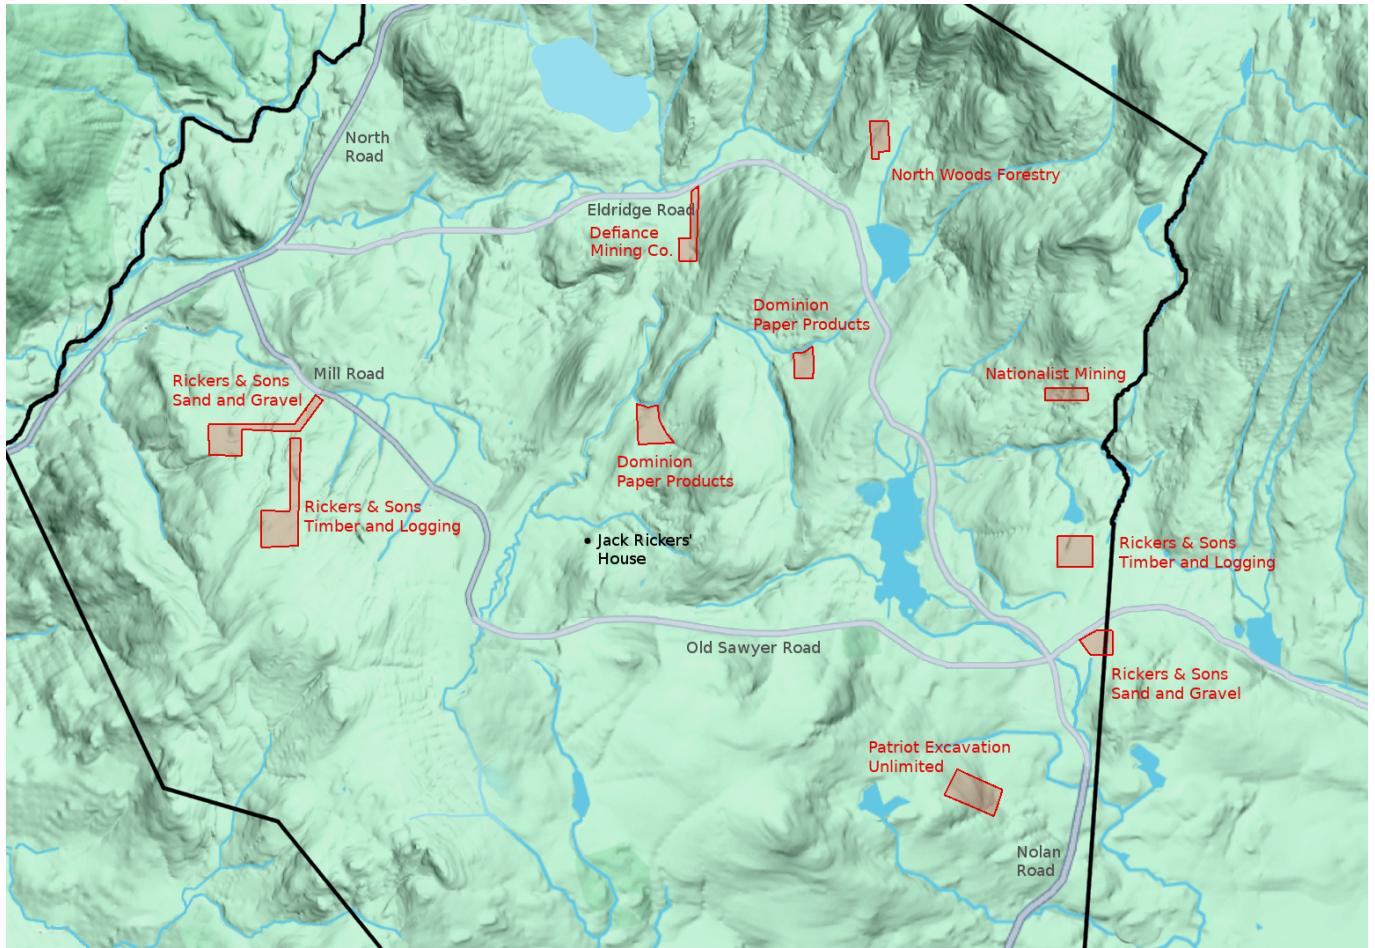 North
Road
North Woods Forestry
Eldridge Road
Defiance
Mining Co.
Dominion
Paper Products
Rickers & Sons
Sand and Gravel
Mill Road
Nationalist Mining
Dominion
Paper Products
Rickers & Sons
Timber and Logging
Jack Rickers'
House
Rickers & Sons
Timber and Logging
Old Sawyer Road
Rickers & Sons
Sand and Gravel
Patriot Excavation
Unlimited
Nolan
Road